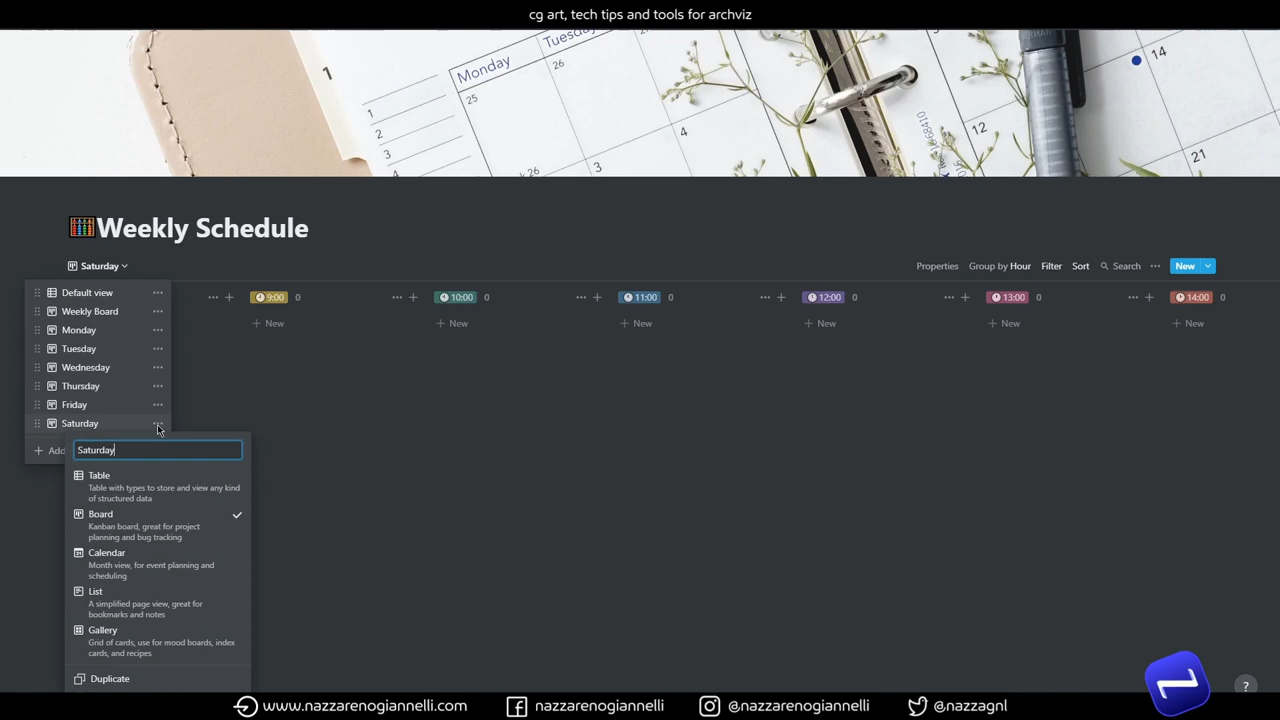 cg art, tech tips and tools for archviz
Monday
Tuesday
1
26
25
1
2
3
4
4
3
26
12
14
21
Weekly Schedule
Saturday
Properties
Group by Hour
Filter
Sort
Search
New
Default view
Weekly Board
Monday
Tuesday
Wednesday
Thursday
Friday
Saturday
Add
9:00 0
10:00 0
11:00 0
12:00 0
13:00 0
14:00 0
+ New
+ New
+ New
+ New
+ New
+ New
Saturday
Table
Table with types to store and view any kind
of structured data
Board
Kanban board, great for project
planning and bug tracking
Calendar
Month view, for event planning and
scheduling
List
A simplified page view, great for
bookmarks and notes
Gallery
Grid of cards, use for mood boards, index
cards, and recipes
Duplicate
?
www.nazzarenogiannelli.com
nazzarenogiannelli
@nazzarenogiannelli
@nazzagnl